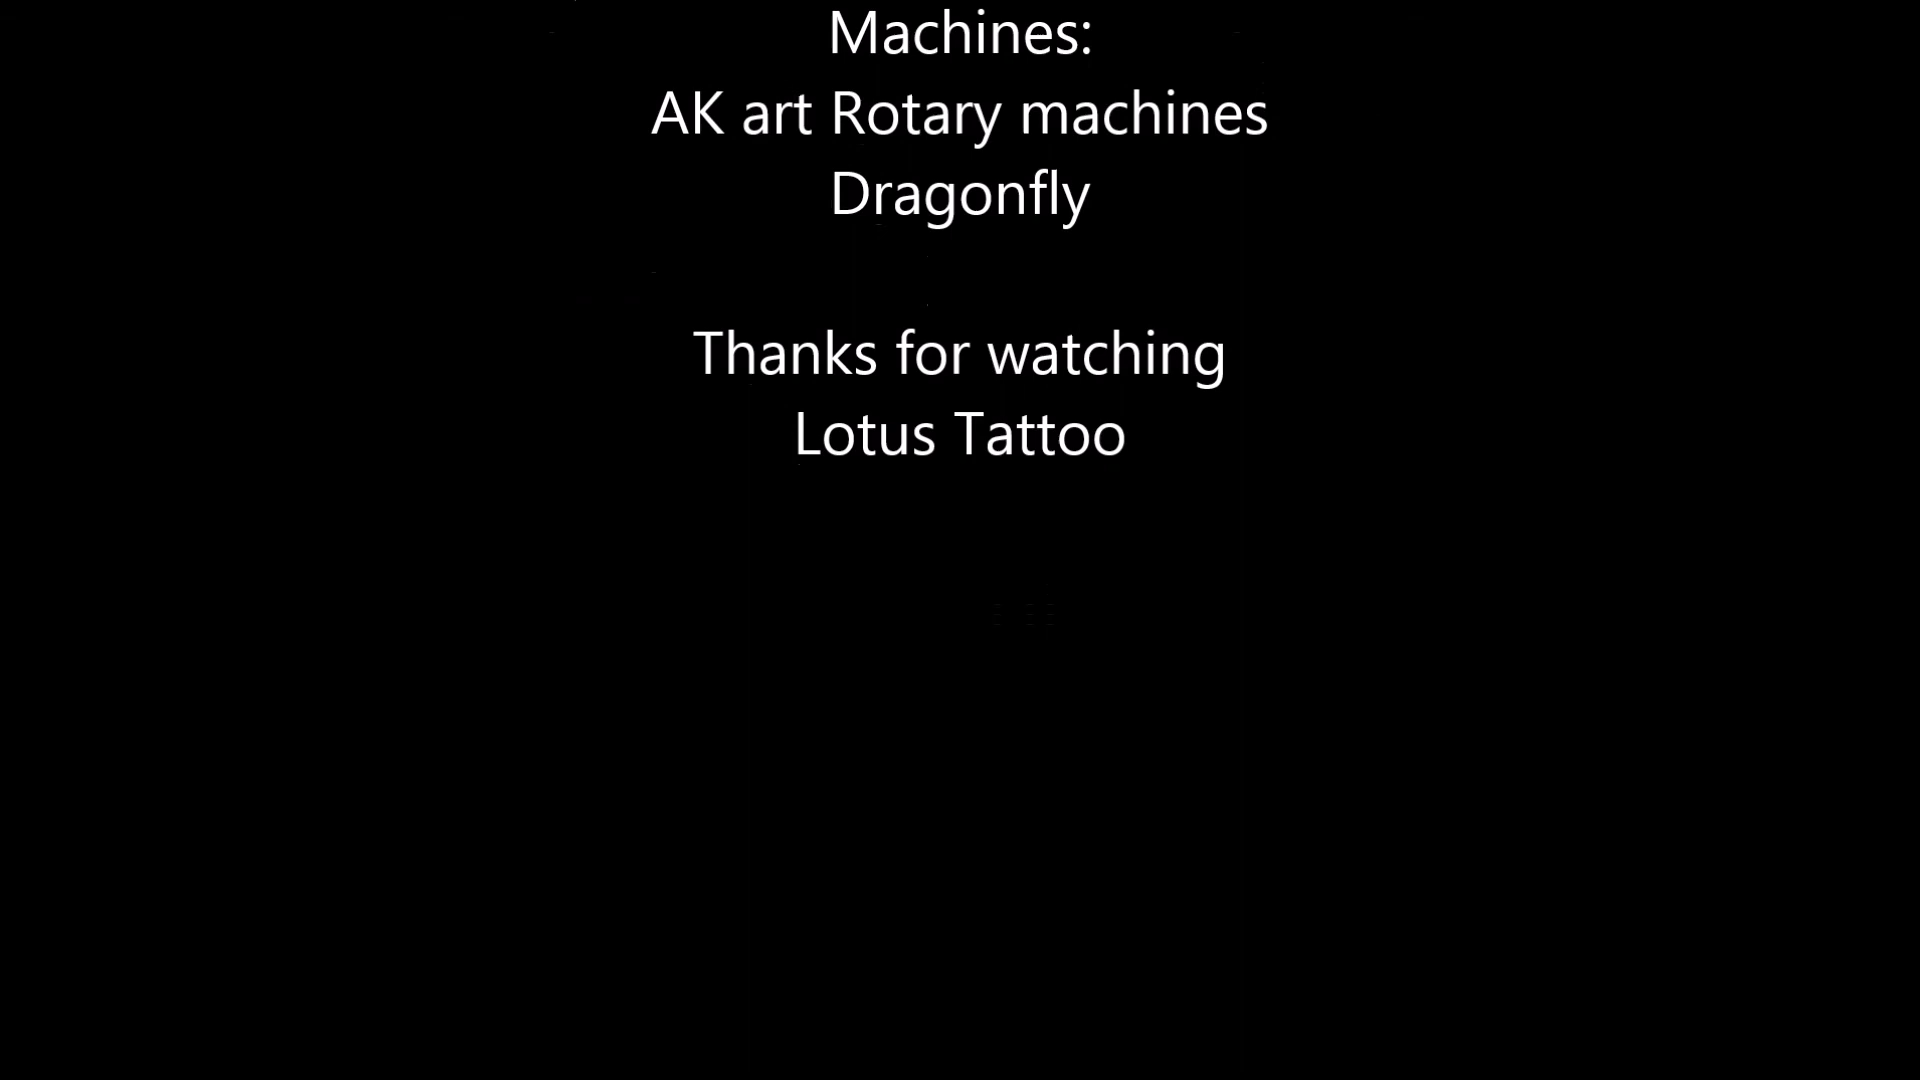 Machines:
AK art Rotary machines
Dragonfly
Thanks for watching
Lotus Tattoo